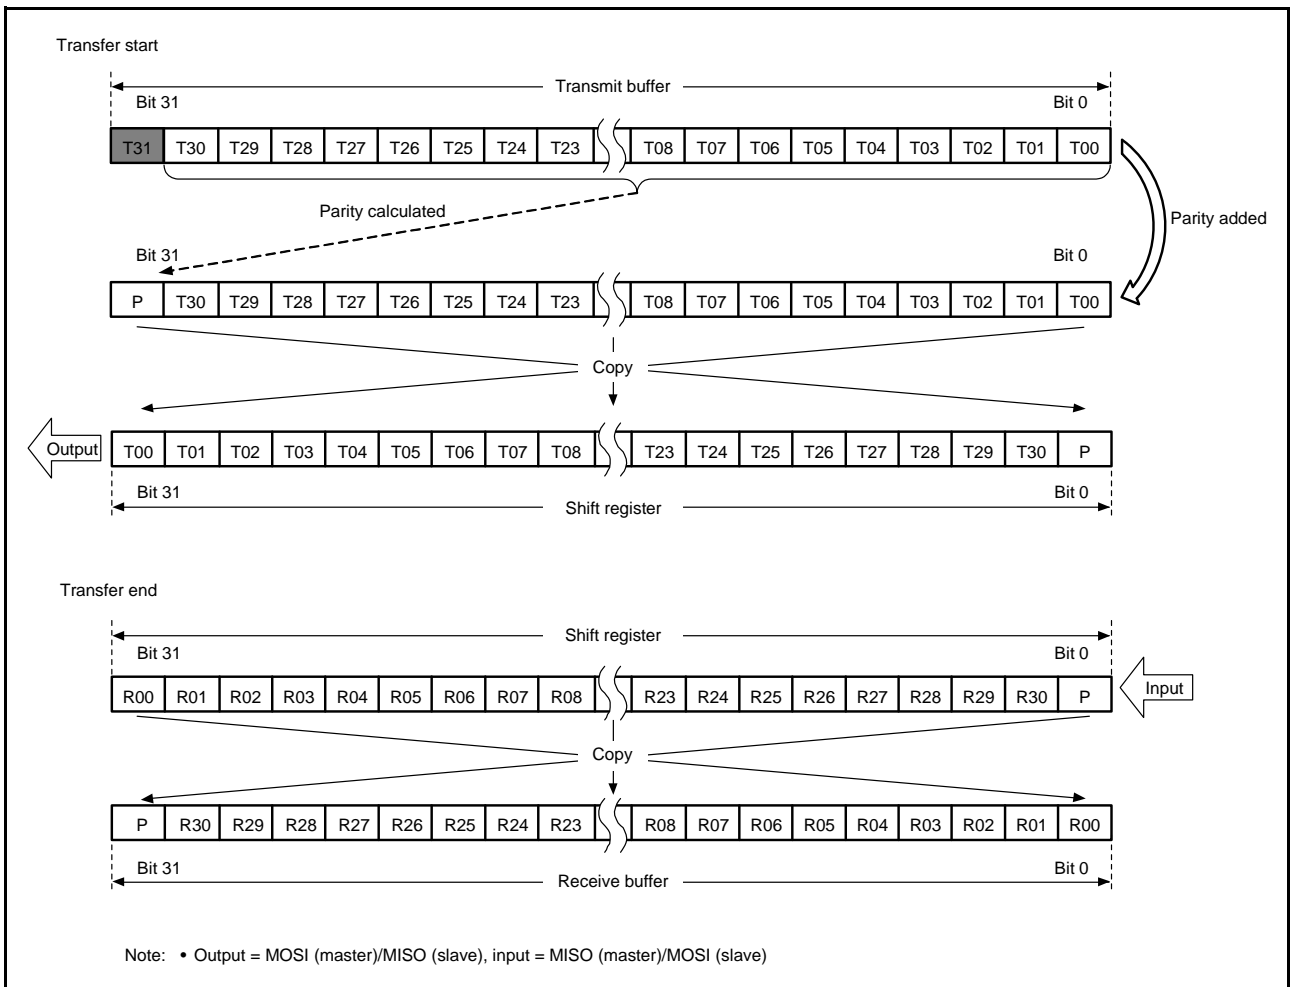 Transfer start
Transmit buffer
Bit 31 Bit 0
T31 T30 T29 T28 T27 T26 T25 T24 T23 T08 T07 T06 T05 T04 T03 T02 T01 T00
Parity calculated
Parity added
Bit 31 Bit 0
P T30 T29 T28 T27 T26 T25 T24 T23 T08 T07 T06 T05 T04 T03 T02 T01 T00
Copy
Output T00 T01 T02 T03 T04 T05 T06 T07 T08 T23 T24 T25 T26 T27 T28 T29 T30 P
Bit 31 Bit 0
Shift register
Transfer end
Shift register
Bit 31 Bit 0
R00 R01 R02 R03 R04 R05 R06 R07 R08 R23 R24 R25 R26 R27 R28 R29 R30 P Input
Copy
P R30 R29 R28 R27 R26 R25 R24 R23 R08 R07 R06 R05 R04 R03 R02 R01 R00
Bit 31 Bit 0
Receive buffer
Note: • Output = MOSI (master)/MISO (slave), input = MISO (master)/MOSI (slave)